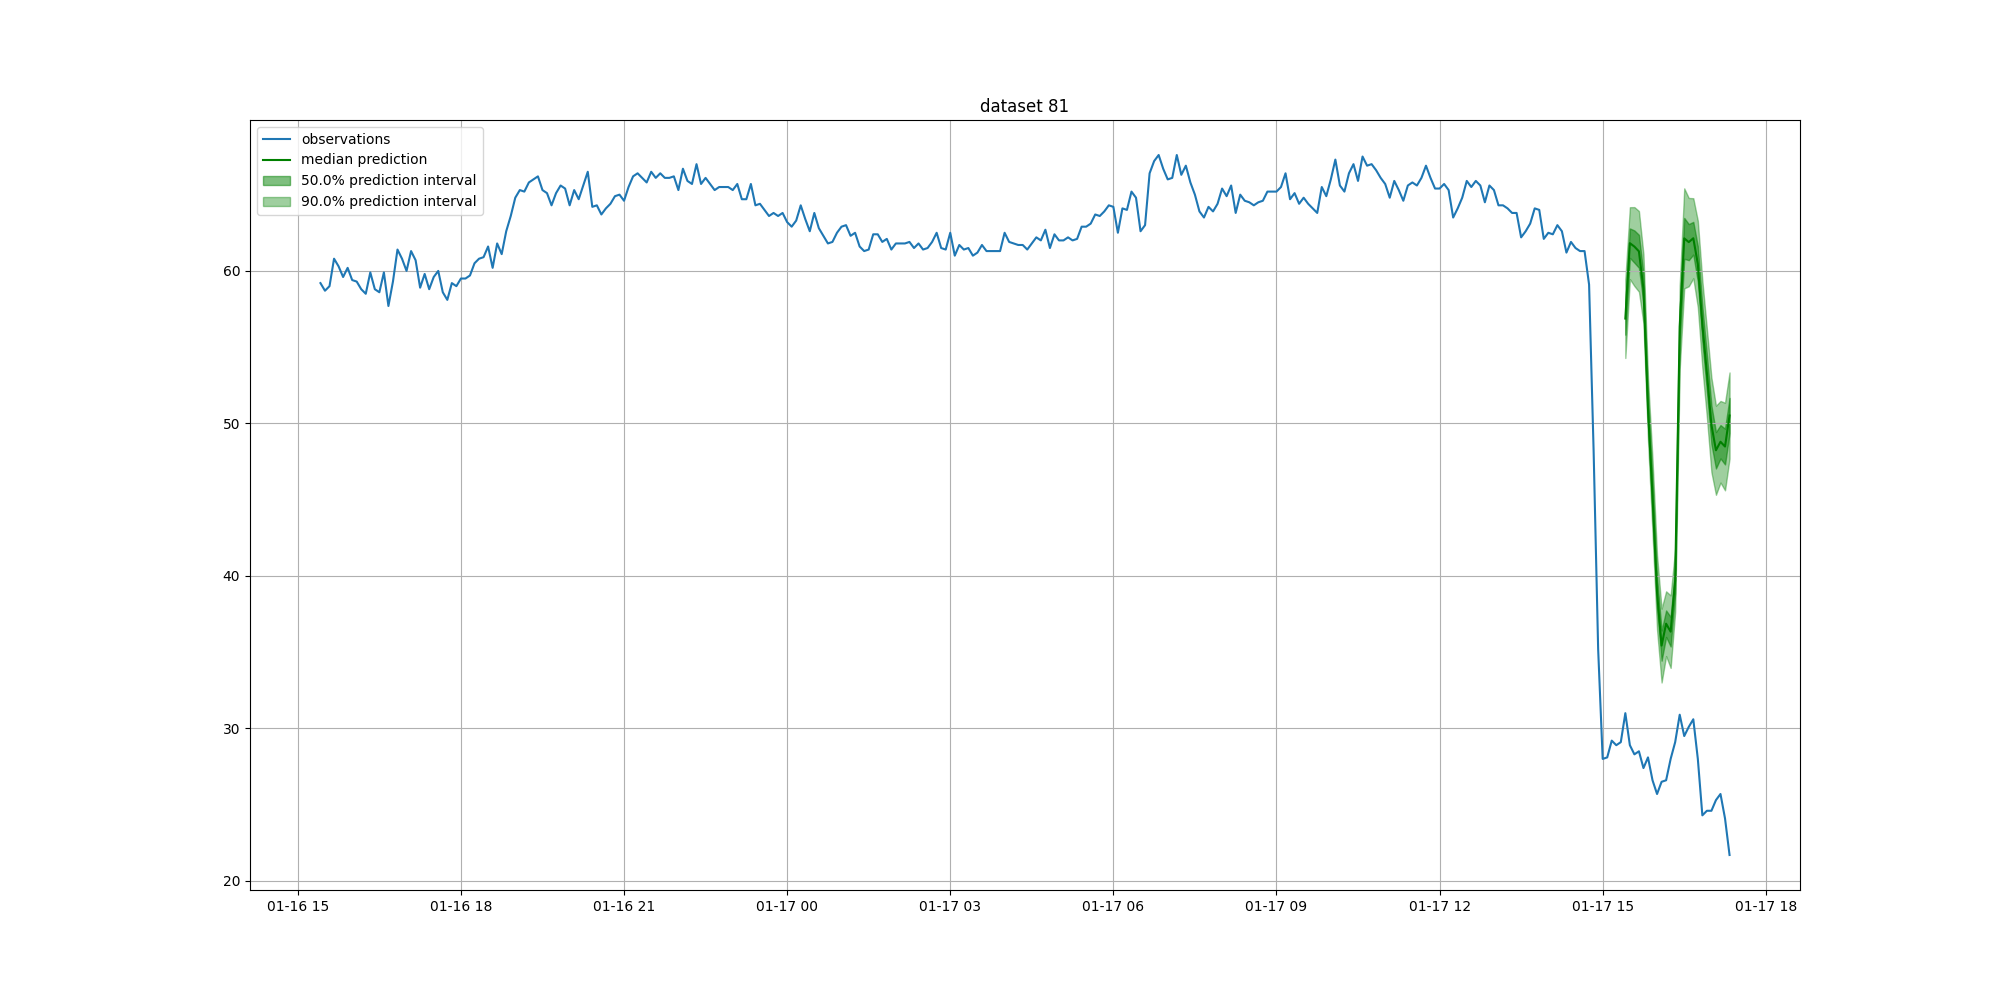 dataset 81
observations
median prediction
50.0% prediction interval
90.0% prediction interval
60
50
40
30
20
01-16 15 01-16 18 01-16 21 01-17 00 01-17 03 01-17 06 01-17 09 01-17 12 01-17 15 01-17 18